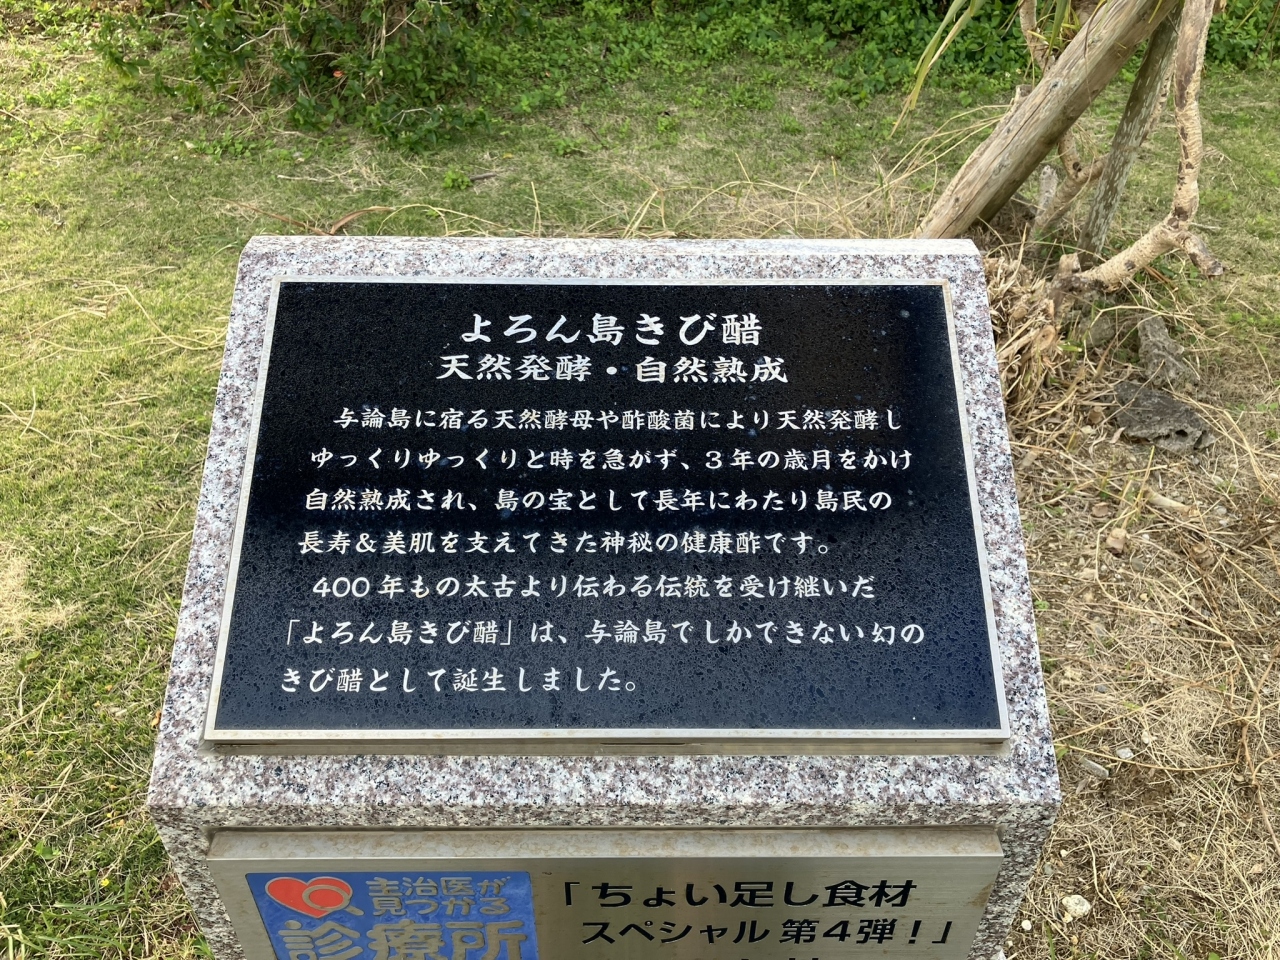 よろん島きび醋
天然発酵・自然熟成
与論島に宿る天然酵母や酢酸菌により天然発酵し
ゆっくりゆっくりと時を急がず、3年の歳月をかけ
自然熟成され、島の宝として長年にわたり島民の
長寿&美肌を支えてきた神秘の健康酢です。
400年もの太古より伝わる伝統を受け継いだ
「よろん島きび醋」は、与論島でしかできない幻の
きび醋として誕生しました。
主治医が
見つかる
診療所
「ちょい足し食材
スペシャル 第4弾!」